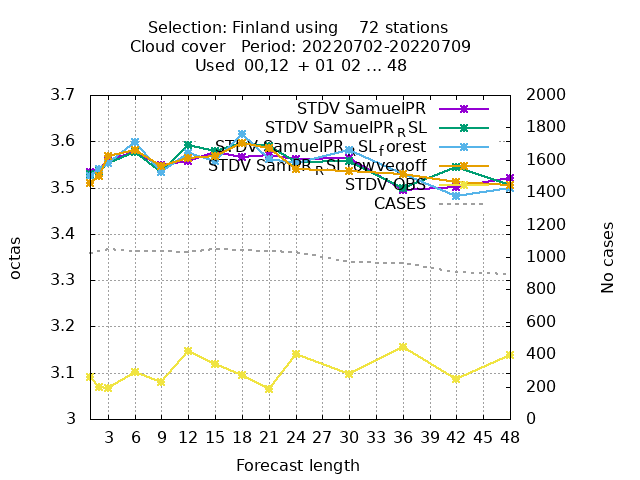 Selection: Finland using    72 stations
Cloud cover   Period: 20220702-20220709
Used  00,12  + 01 02 ... 48
3.7
3.6
3.5
3.4
3.3
3.2
3.1
3
octas
2000
1800
1600
1400
1200
1000
800
600
400
200
0
No cases
STDV SamuelPR
STDV SamuelPR_RSL
STDV SamuelPR_RSL_forest
STDV OBS
CASES
3 6 9 12 15 18 21 24 27 30 33 36 39 42 45 48
Forecast length